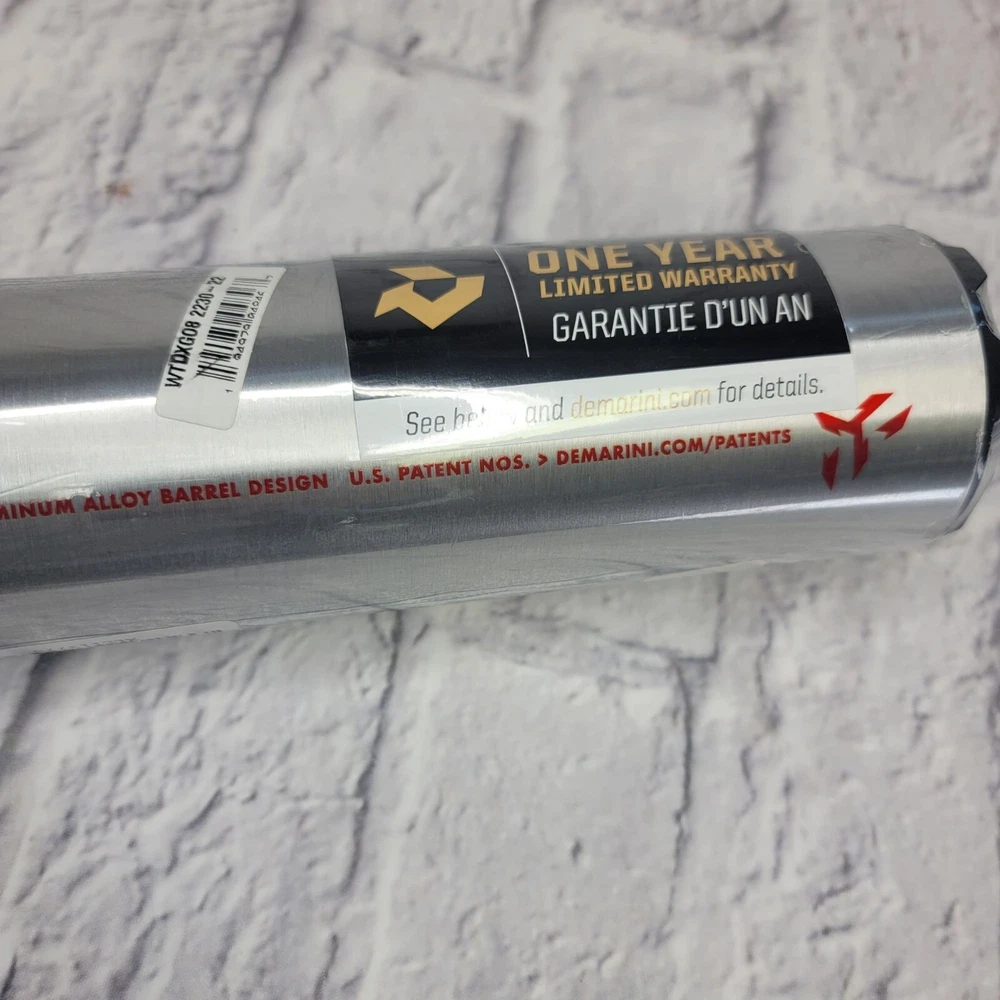 WTDXG08 2230-22
ONE YEAR
LIMITED WARRANTY
GARANTIE D'UN AN
See and demarini.com for details.
MINUM ALLOY BARREL DESIGN U.S. PATENT NOS. > DEMARINI.COM/PATENTS